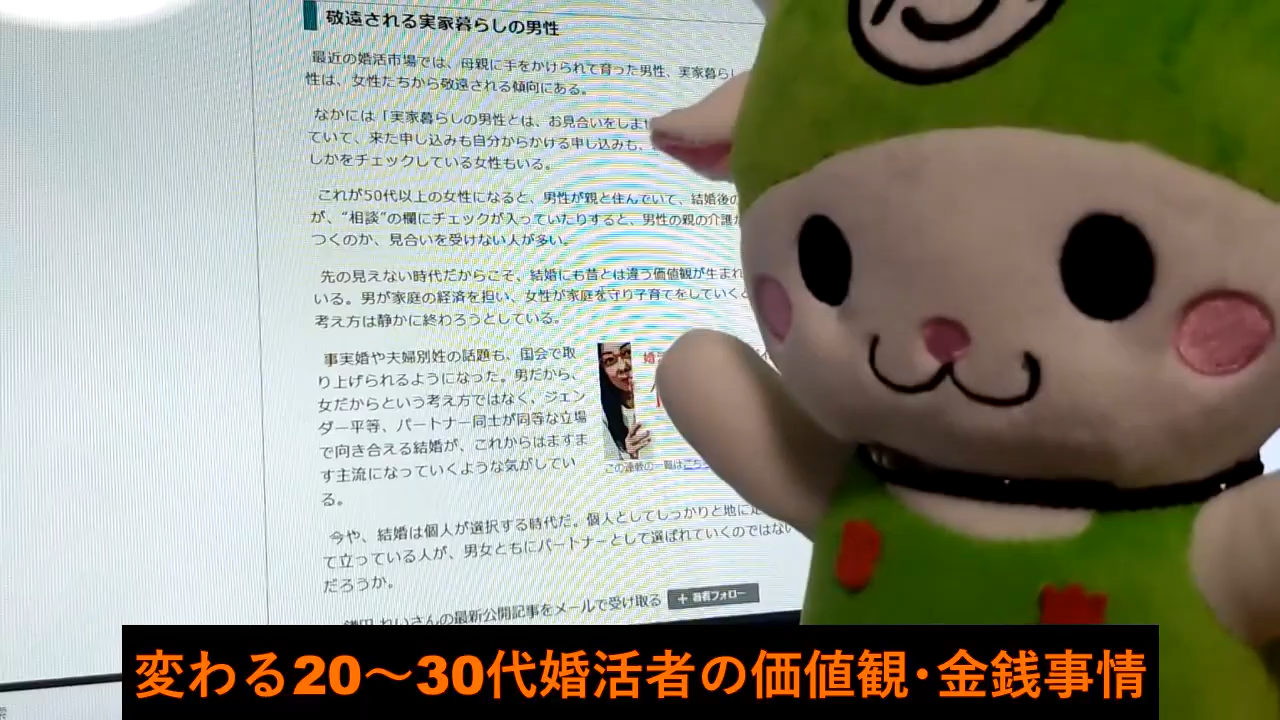 敬遠される実家暮らしの男性
最近の婚活市場では、母親に手をかけられて育った男性、実家暮らし
性は、女性たちから敬遠される傾向にある。
なかには「実家暮らしの男性とは、お見合いをしませ
ていて、来た申し込みも自分からかける申し込みも、
しかをチェックしている女性もいる。
これが50代以上の女性になると、男性が親と住んでいて、結婚後の
が、“相談”の欄にチェックが入っていたりすると、男性の親の介護が
つくのか、見合いを受けない人が多い。
先の見えない時代だからこそ、結婚にも昔とは違う価値観が生まれ
いる。男が家庭の経済を担い、女性が家庭を守り子育てをしていくと
考え方は静かに終わろうとしている。
事実婚や夫婦別姓の話題も、国会で取
り上げられるようになった。男だから、
女だからという考え方ではなく、ジェン
ダー平等、パートナー同士が同等な立場
で向き合える結婚が、これからはますま
す主流になっていくような気がしてい
る。
婚活
この連載の一覧はこちら
今や、結婚は個人が選択する時代だ。個人としてしっかりと地に足
て立っている人が、男女ともにパートナーとして選ばれていくのではない
だろうか。
鎌田 れいさんの最新公開記事をメールで受け取る ＋著者フォロー
変わる20～30代婚活者の価値観・金銭事情